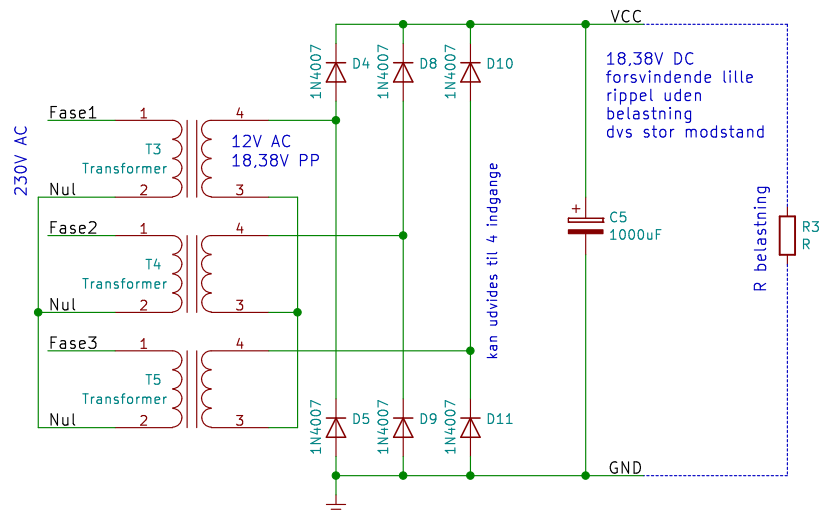 VCC
1N4007
D4
1N4007
D8
1N4007
D10
18,38V DC
forsvindende lille
rippel uden
belastning
dvs stor modstand
230V AC
Fase1
1
4
T3
Transformer
12V AC
18,38V PP
Nul
2
3
Fase2
1
4
T4
Transformer
Nul
2
3
Fase3
1
4
T5
Transformer
Nul
2
3
kan udvides til 4 indgange
+
C5
1000uF
R belastning
R3
R
1N4007
D5
1N4007
D9
1N4007
D11
GND